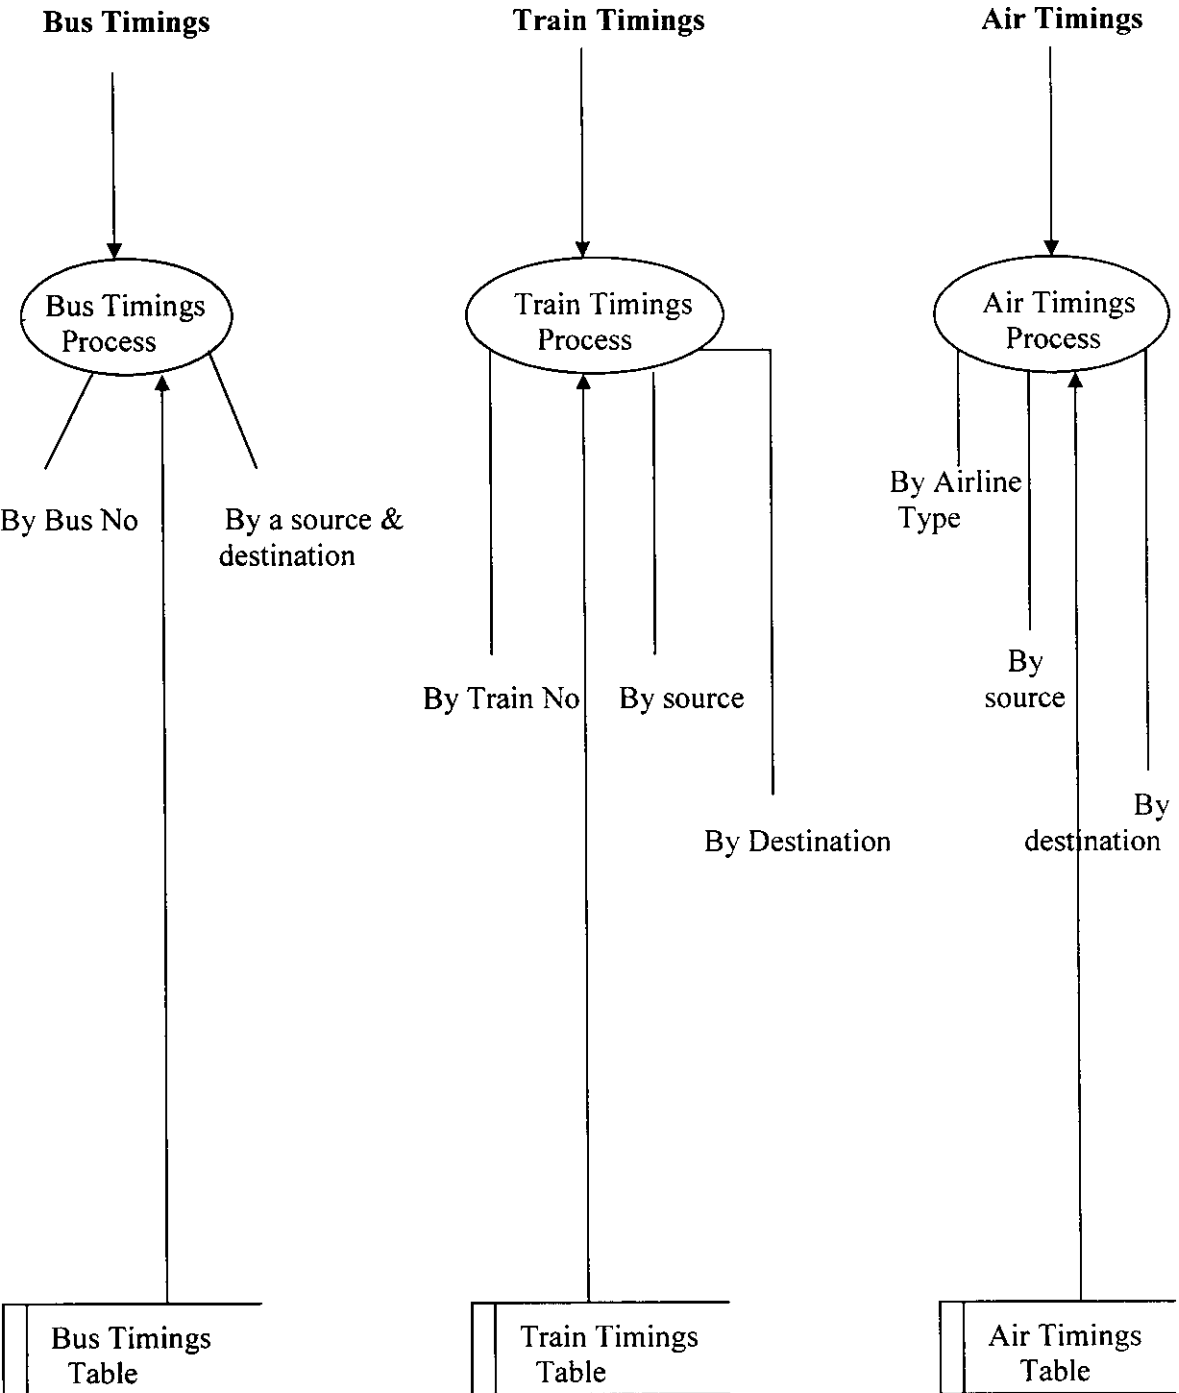 Bus Timings
Train Timings
Air Timings
Bus Timings
Process
Train Timings
Process
Air Timings
Process
By Bus No
By a source &
destination
By Train No
By source
By Destination
By Airline
Type
By
source
By
destination
Bus Timings
Table
Train Timings
Table
Air Timings
Table